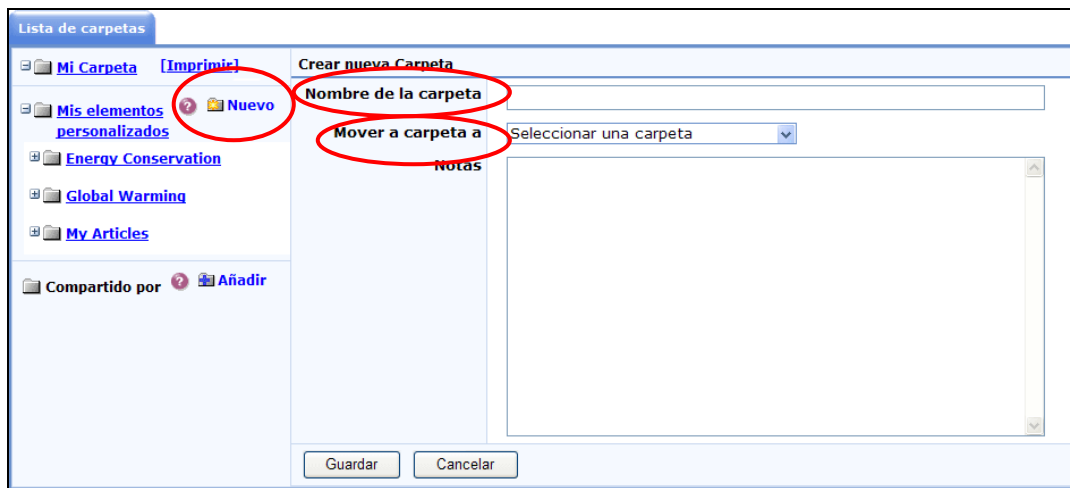 Lista de carpetas
Mi Carpeta [Imprimir]
Mis elementos personalizados ? Nuevo
Energy Conservation
Global Warming
My Articles
Compartido por ? Añadir
Crear nueva Carpeta
Nombre de la carpeta
Mover a carpeta a Seleccionar una carpeta
Notas
Guardar Cancelar